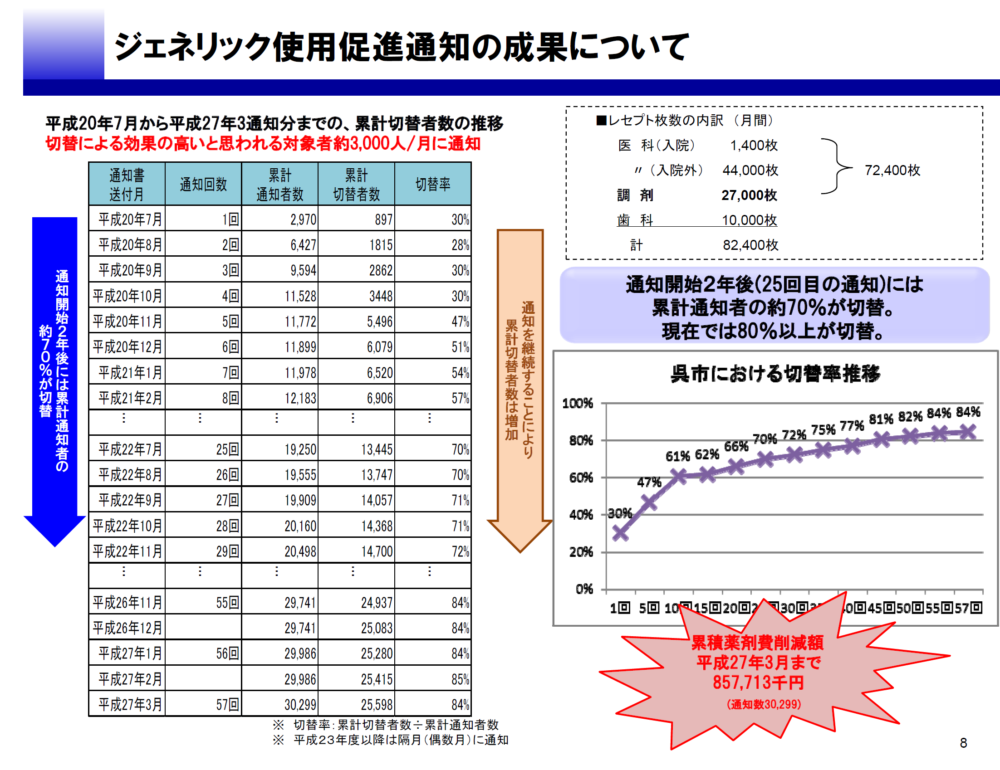 ジェネリック使用促進通知の成果について
平成20年7月から平成27年3通知分までの、累計切替者数の推移
切替による効果の高いと思われる対象者約3,000人/月に通知
通知書送付月 通知回数 累計通知者数 累計切替者数 切替率
平成20年7月 1回 2,970 897 30%
平成20年8月 2回 6,427 1815 28%
平成20年9月 3回 9,594 2862 30%
平成20年10月 4回 11,528 3448 30%
平成20年11月 5回 11,772 5,496 47%
平成20年12月 6回 11,899 6,079 51%
平成21年1月 7回 11,978 6,520 54%
平成21年2月 8回 12,183 6,906 57%
⋮ ⋮ ⋮ ⋮ ⋮
平成22年7月 25回 19,250 13,445 70%
平成22年8月 26回 19,555 13,747 70%
平成22年9月 27回 19,909 14,057 71%
平成22年10月 28回 20,160 14,368 71%
平成22年11月 29回 20,498 14,700 72%
⋮ ⋮ ⋮ ⋮ ⋮
平成26年11月 55回 29,741 24,937 84%
平成26年12月 29,741 25,083 84%
平成27年1月 56回 29,986 25,280 84%
平成27年2月 29,986 25,415 85%
平成27年3月 57回 30,299 25,598 84%
※ 切替率:累計切替者数÷累計通知者数
※ 平成23年度以降は隔月(偶数月)に通知
通知開始2年後には累計通知者の
約70%が切替
通知を継続することにより
累計切替者数は増加
■レセプト枚数の内訳 (月間)
医 科(入院) 1,400枚
〃(入院外) 44,000枚 72,400枚
調 剤 27,000枚
歯 科 10,000枚
計 82,400枚
通知開始2年後(25回目の通知)には
累計通知者の約70%が切替。
現在では80%以上が切替。
呉市における切替率推移
100%
80%
60%
40%
20%
0%
30% 47% 61% 62% 66% 70% 72% 75% 77% 81% 82% 84% 84%
1回 5回 10回 15回 20回 30回 40回 45回 50回 55回 57回
累積薬剤費削減額
平成27年3月まで
857,713千円
(通知数30,299)
8